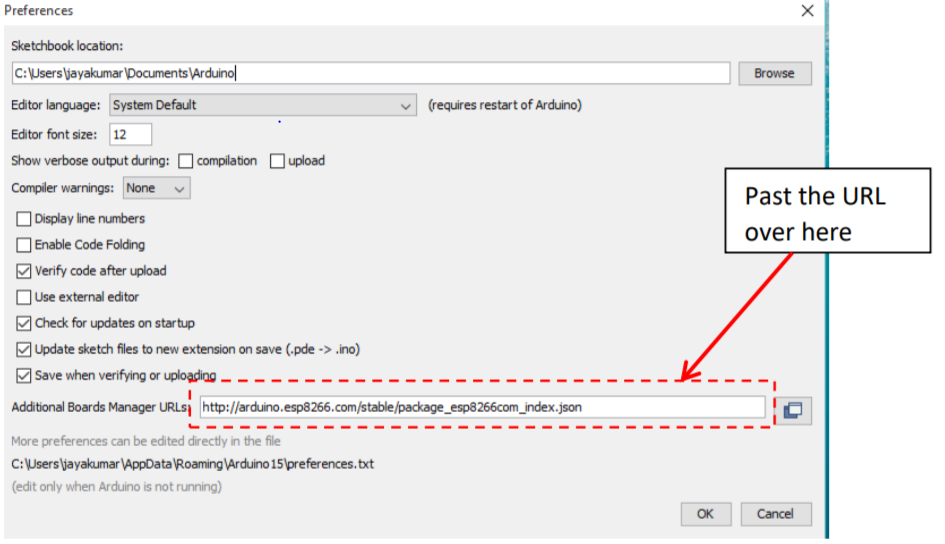 Preferences
Sketchbook location:
C:\Users\jayakumar\Documents\Arduino
Browse
Editor language: System Default (requires restart of Arduino)
Editor font size: 12
Show verbose output during: compilation upload
Compiler warnings: None
Display line numbers
Enable Code Folding
Verify code after upload
Use external editor
Check for updates on startup
Update sketch files to new extension on save (.pde -> .ino)
Save when verifying or uploading
Additional Boards Manager URLs: http://arduino.esp8266.com/stable/package_esp8266com_index.json
More preferences can be edited directly in the file
C:\Users\jayakumar\AppData\Roaming\Arduino15\preferences.txt
(edit only when Arduino is not running)
OK Cancel
Past the URL
over here